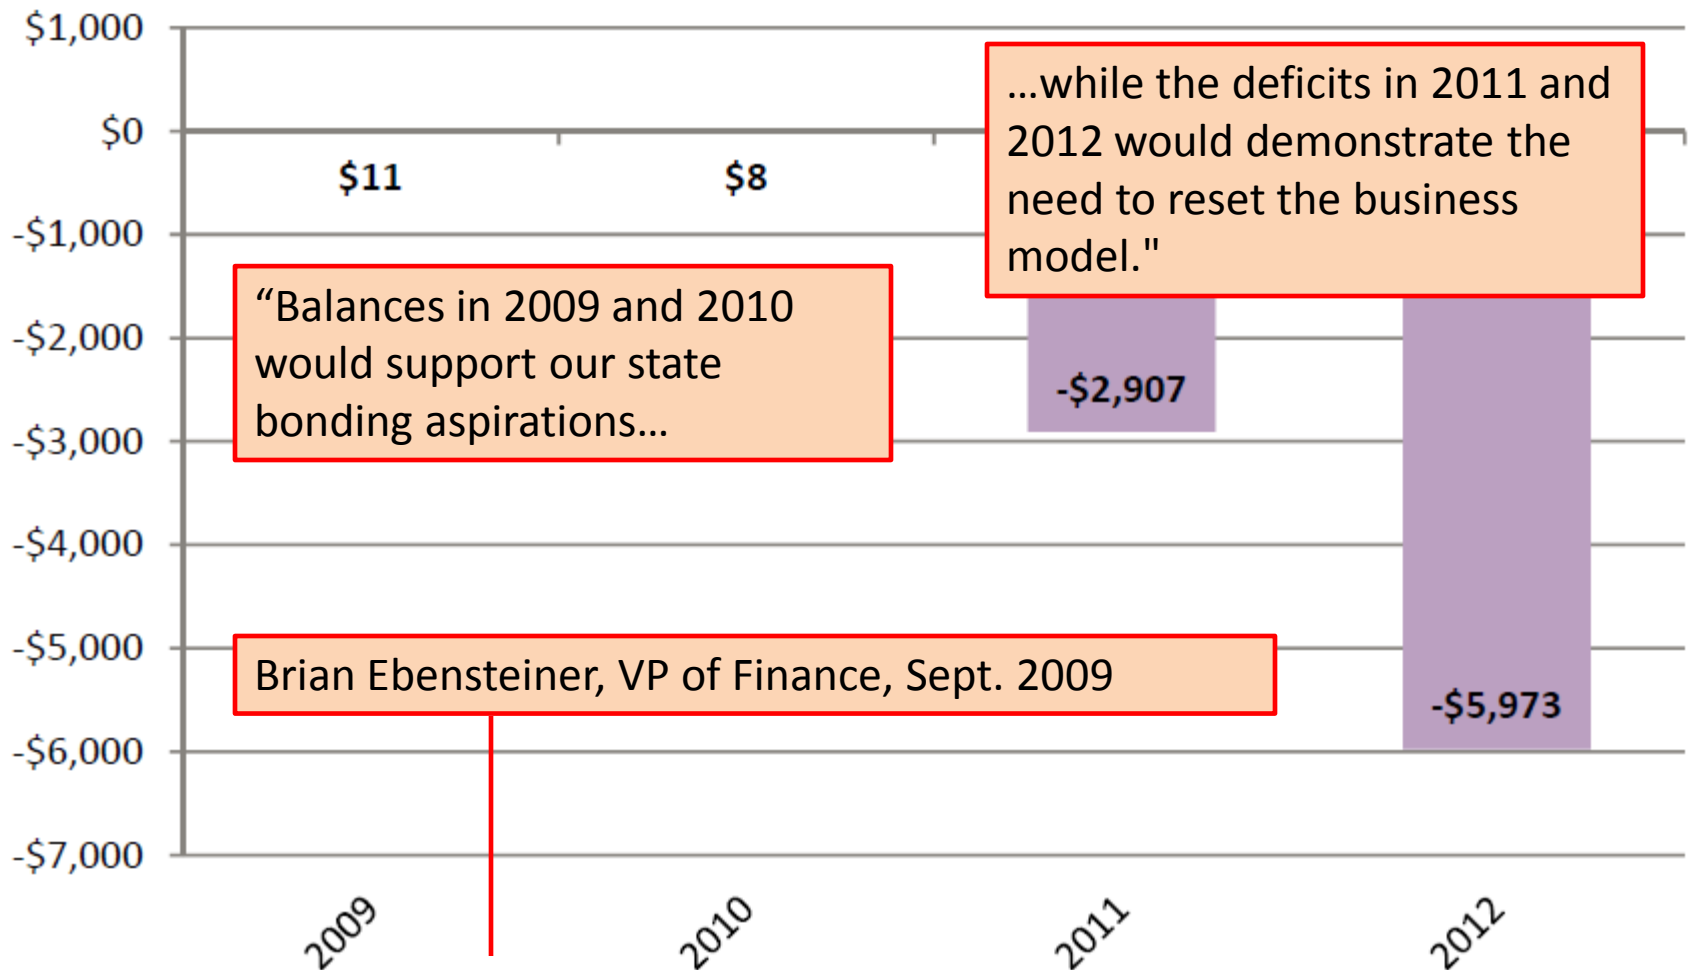 $1,000
$0
-$1,000
-$2,000
-$3,000
-$4,000
-$5,000
-$6,000
-$7,000
$11
$8
-$2,907
-$5,973
“Balances in 2009 and 2010
would support our state
bonding aspirations…
…while the deficits in 2011 and
2012 would demonstrate the
need to reset the business
model."
Brian Ebensteiner, VP of Finance, Sept. 2009
2009
2010
2011
2012